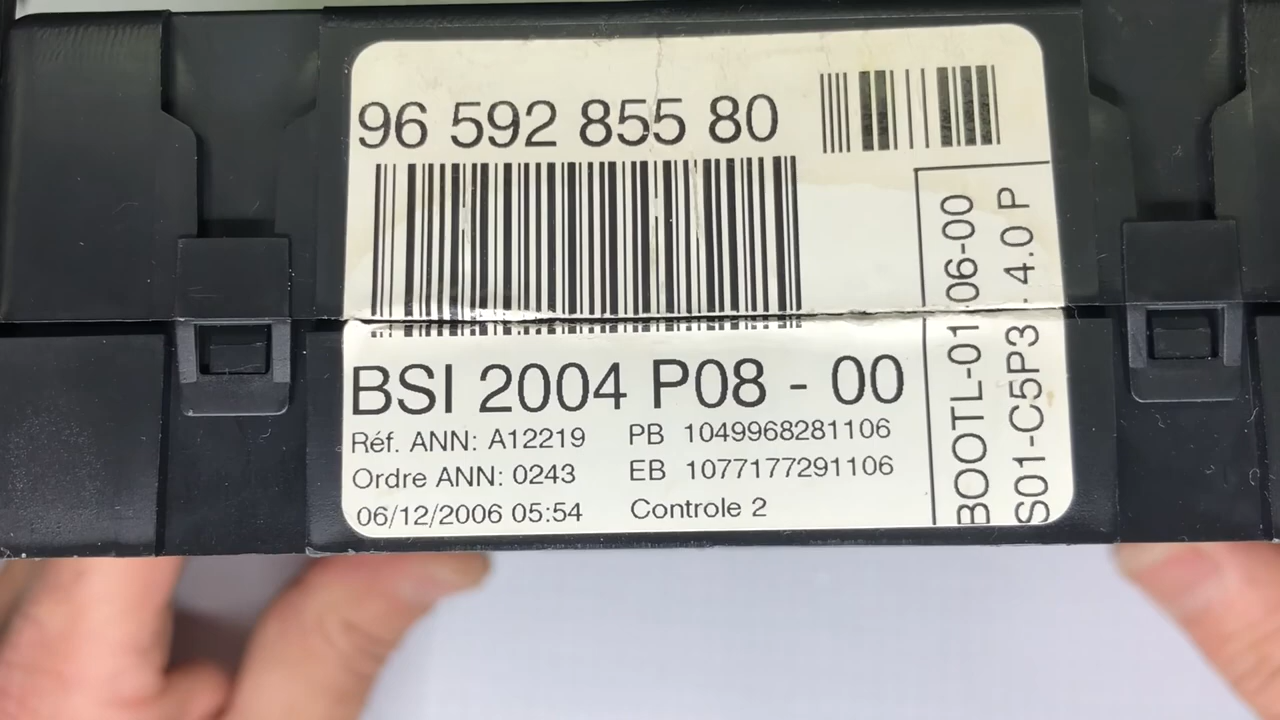 96 592 855 80
BSI 2004 P08 - 00
Réf. ANN: A12219 PB 1049968281106
Ordre ANN: 0243 EB 1077177291106
06/12/2006 05:54 Controle 2
BOOTL-01 06-00
S01-C5P3 4.0 P